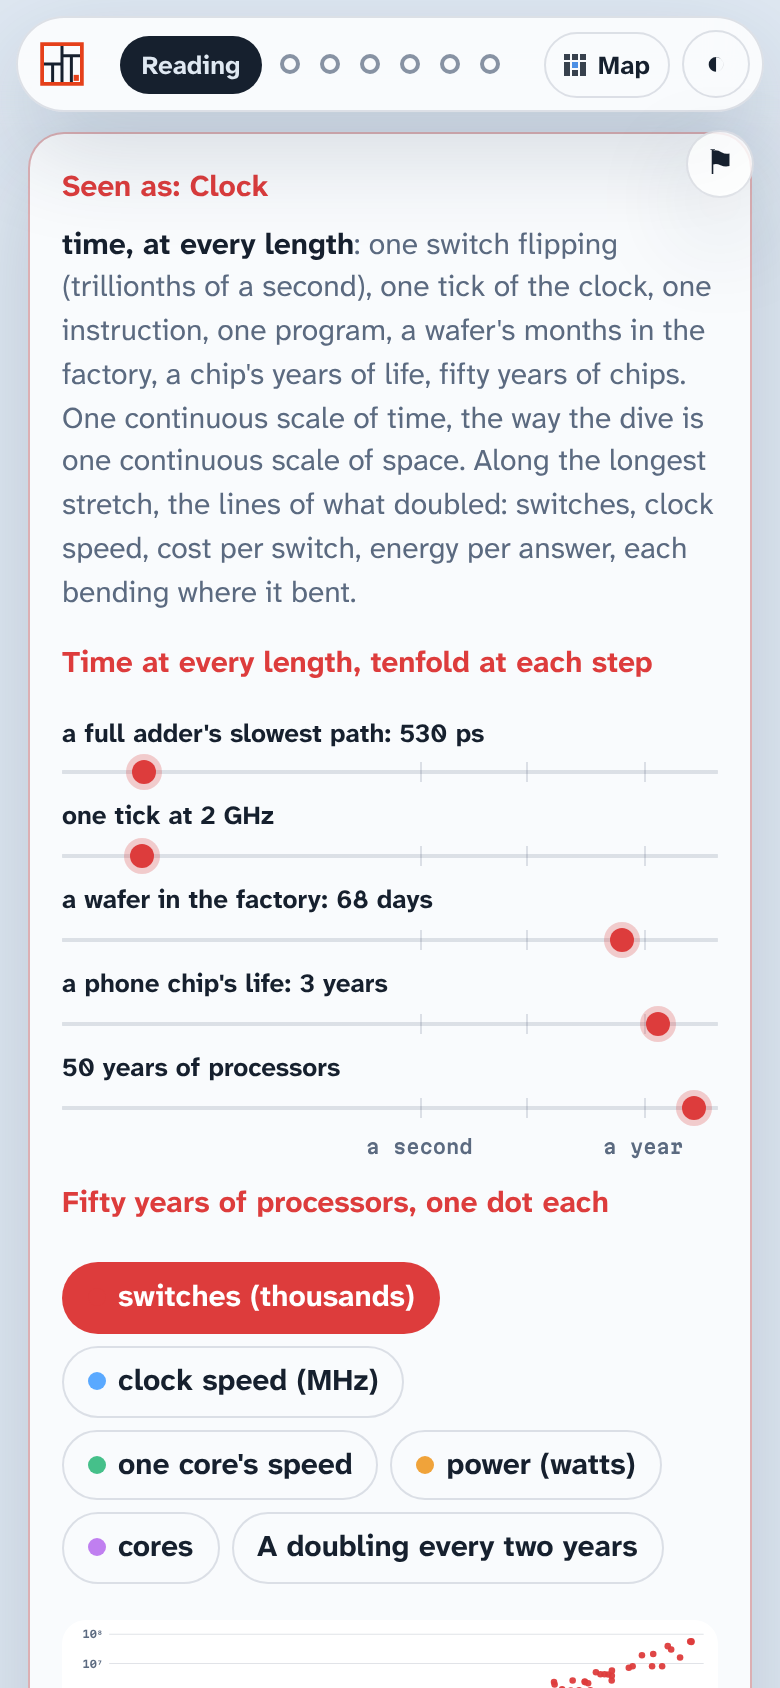 Reading
Map
Seen as: Clock
time, at every length: one switch flipping
(trillionths of a second), one tick of the clock, one
instruction, one program, a wafer's months in the
factory, a chip's years of life, fifty years of chips.
One continuous scale of time, the way the dive is
one continuous scale of space. Along the longest
stretch, the lines of what doubled: switches, clock
speed, cost per switch, energy per answer, each
bending where it bent.
Time at every length, tenfold at each step
a full adder's slowest path: 530 ps
one tick at 2 GHz
a wafer in the factory: 68 days
a phone chip's life: 3 years
50 years of processors
a second a year
Fifty years of processors, one dot each
switches (thousands)
clock speed (MHz)
one core's speed power (watts)
cores A doubling every two years
10⁸
10⁷